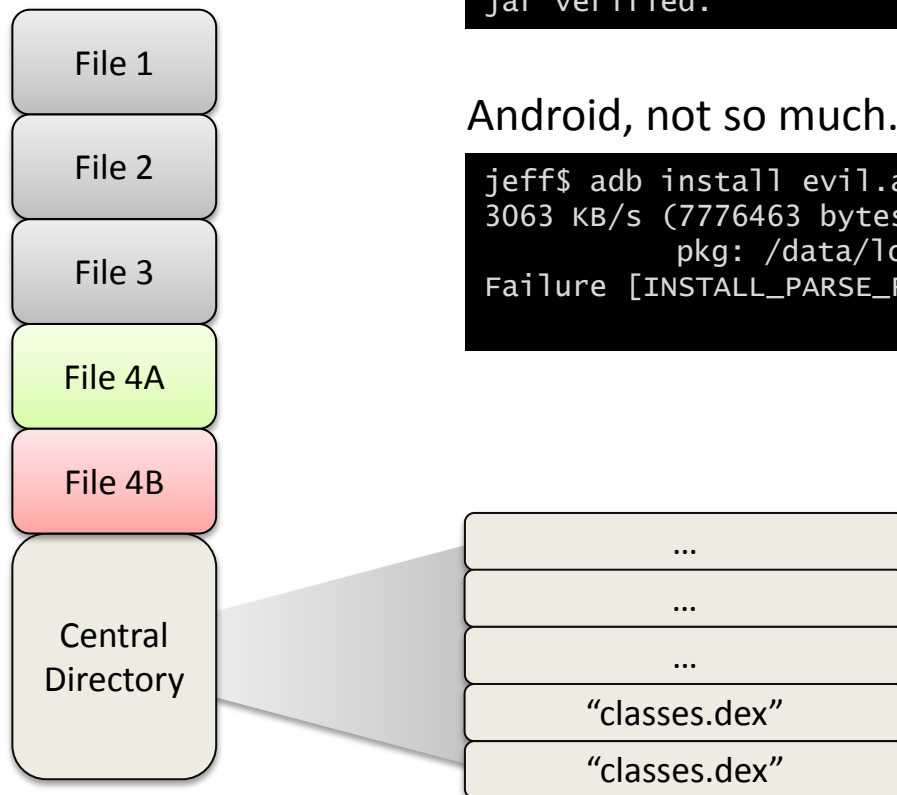 File 1
File 2
File 3
File 4A
File 4B
Central
Directory
jar verified.
Android, not so much.
jeff$ adb install evil.a
3063 KB/s (7776463 bytes
pkg: /data/lo
Failure [INSTALL_PARSE_
...
...
...
“classes.dex”
“classes.dex”